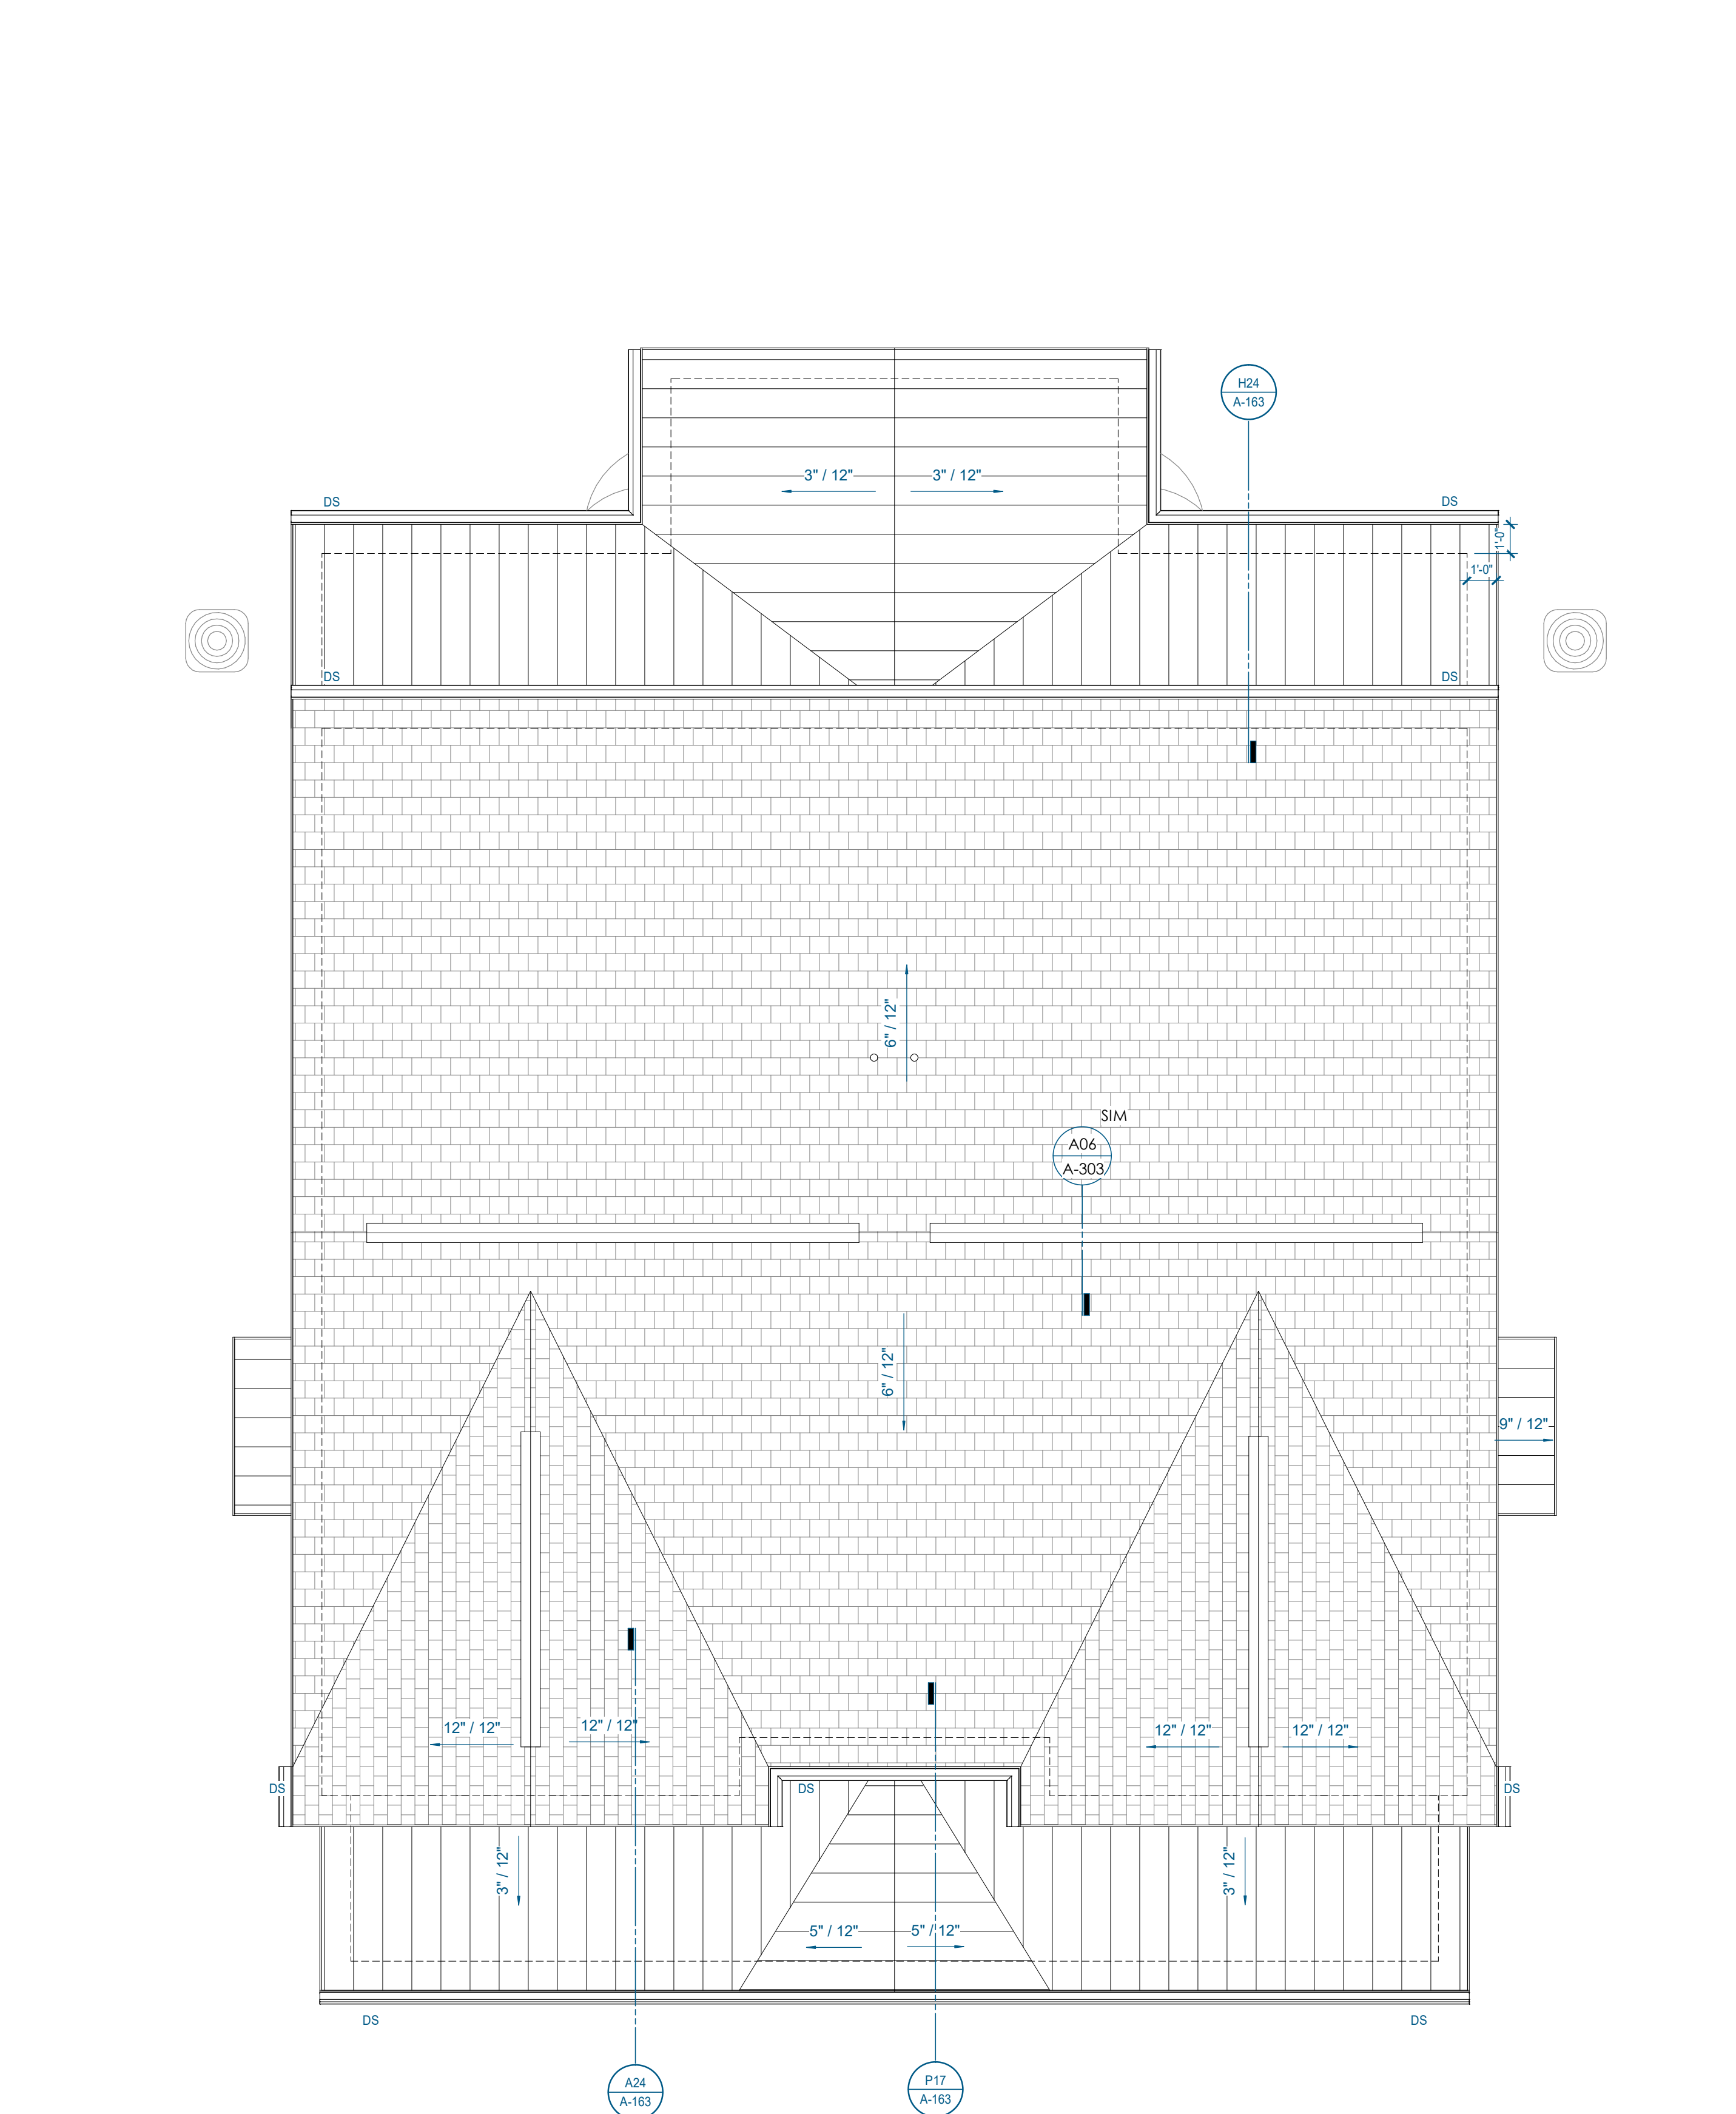 H24
A-163
3" / 12"
3" / 12"
DS
DS
1'-0"
1'-0"
DS
DS
6" / 12"
SIM
A06
A-303
6" / 12"
9" / 12"
12" / 12"
12" / 12"
12" / 12"
12" / 12"
DS
DS
DS
3" / 12"
3" / 12"
5" / 12"
5" / 12"
DS
DS
A24
A-163
P17
A-163